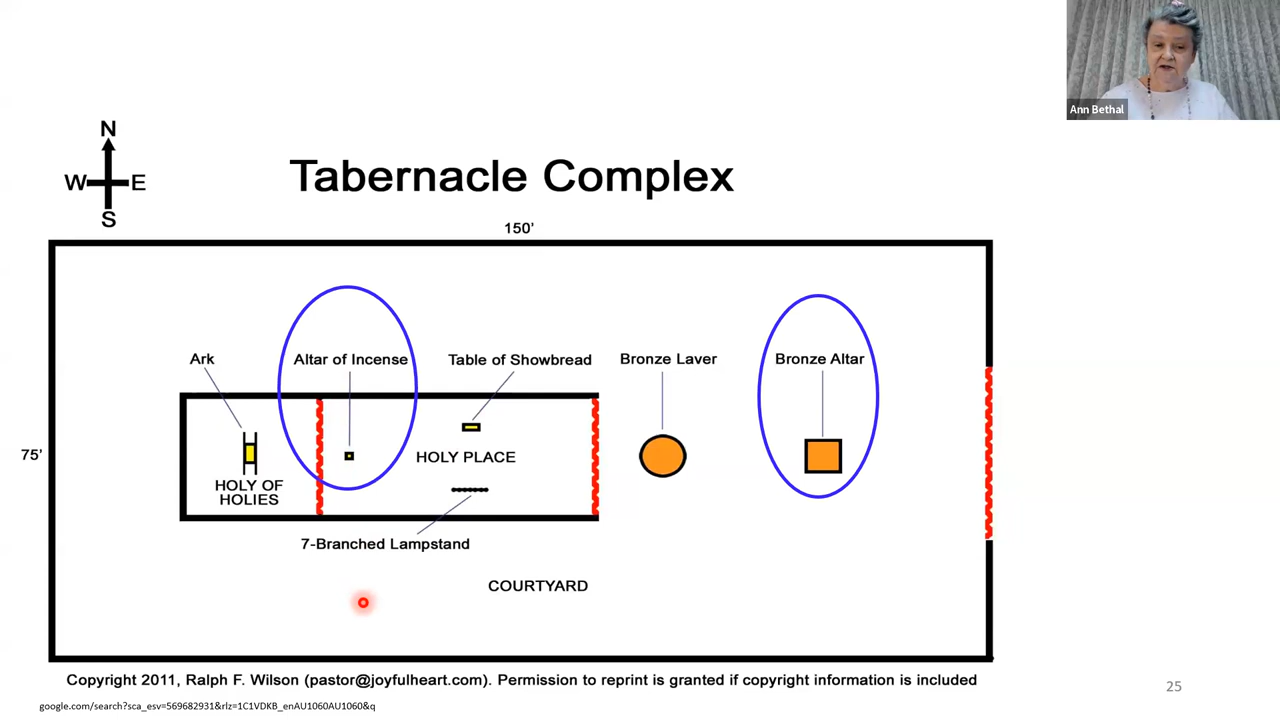 Ann Bethal
N
W E
S
Tabernacle Complex
150'
Ark
Altar of Incense
Table of Showbread
Bronze Laver
Bronze Altar
75'
HOLY PLACE
HOLY OF
HOLIES
7-Branched Lampstand
COURTYARD
Copyright 2011, Ralph F. Wilson (pastor@joyfulheart.com). Permission to reprint is granted if copyright information is included
25
google.com/search?sca_esv=569682931&rlz=1C1VDKB_enAU1060AU1060&q